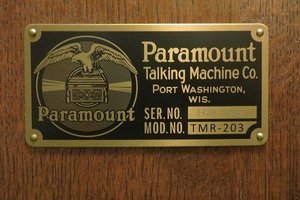 Paramount
Paramount
Talking Machine Co.
PORT WASHINGTON,
WIS.
SER.NO.
MOD.NO. TMR-203